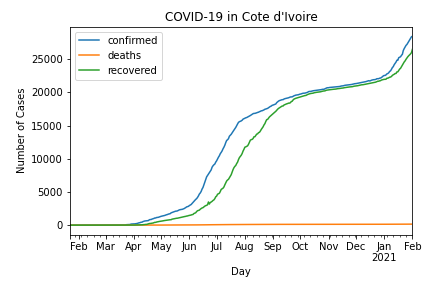 COVID-19 in Cote d'Ivoire
confirmed
deaths
recovered
Number of Cases
25000
20000
15000
10000
5000
0
Feb Mar Apr May Jun Jul Aug Sep Oct Nov Dec Jan Feb
2021
Day